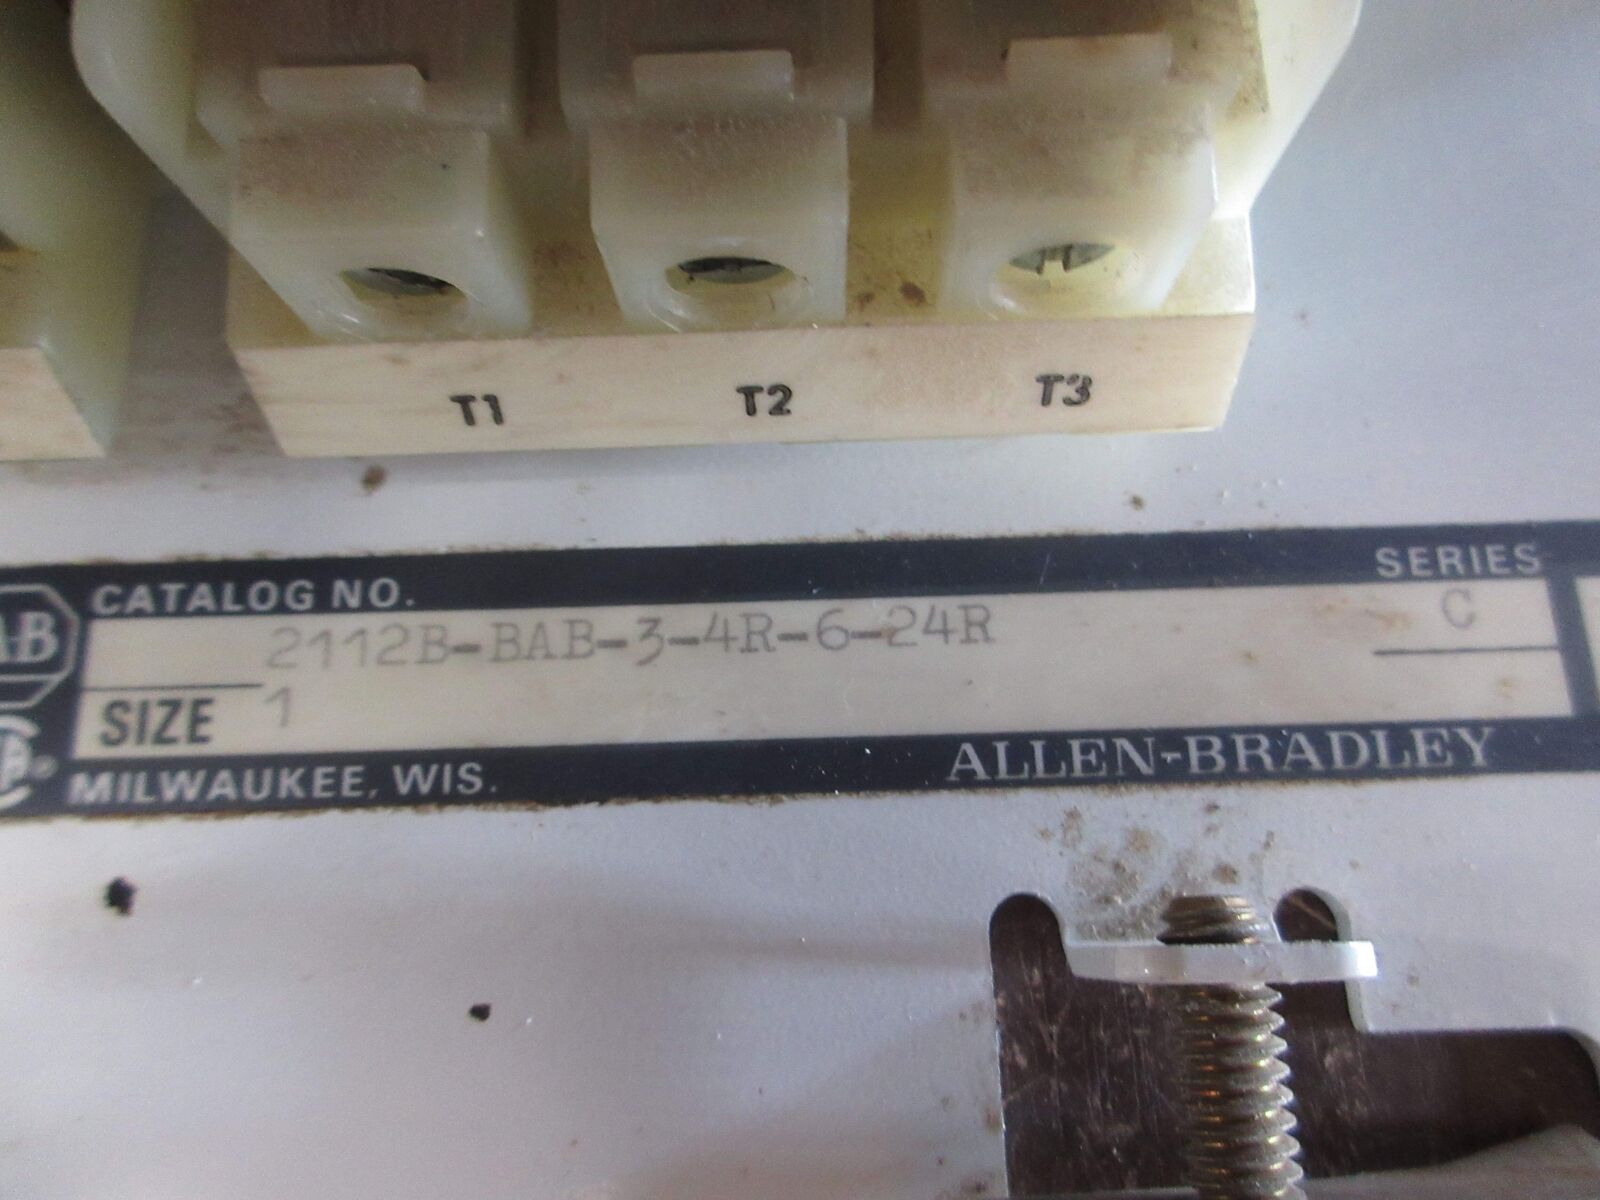 T1 T2 T3
CATALOG NO. SERIES
2112B-BAB-3-4R-6-24R C
SIZE 1
MILWAUKEE, WIS. ALLEN-BRADLEY